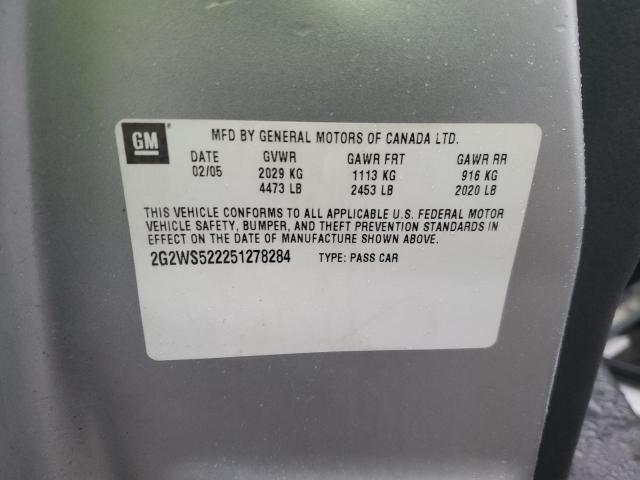 GM
MFD BY GENERAL MOTORS OF CANADA LTD.
DATE GVWR GAWR FRT GAWR RR
02/05 2029 KG 1113 KG 916 KG
4473 LB 2453 LB 2020 LB
THIS VEHICLE CONFORMS TO ALL APPLICABLE U.S. FEDERAL MOTOR
VEHICLE SAFETY, BUMPER, AND THEFT PREVENTION STANDARDS IN
EFFECT ON THE DATE OF MANUFACTURE SHOWN ABOVE.
2G2WS522251278284 TYPE: PASS CAR